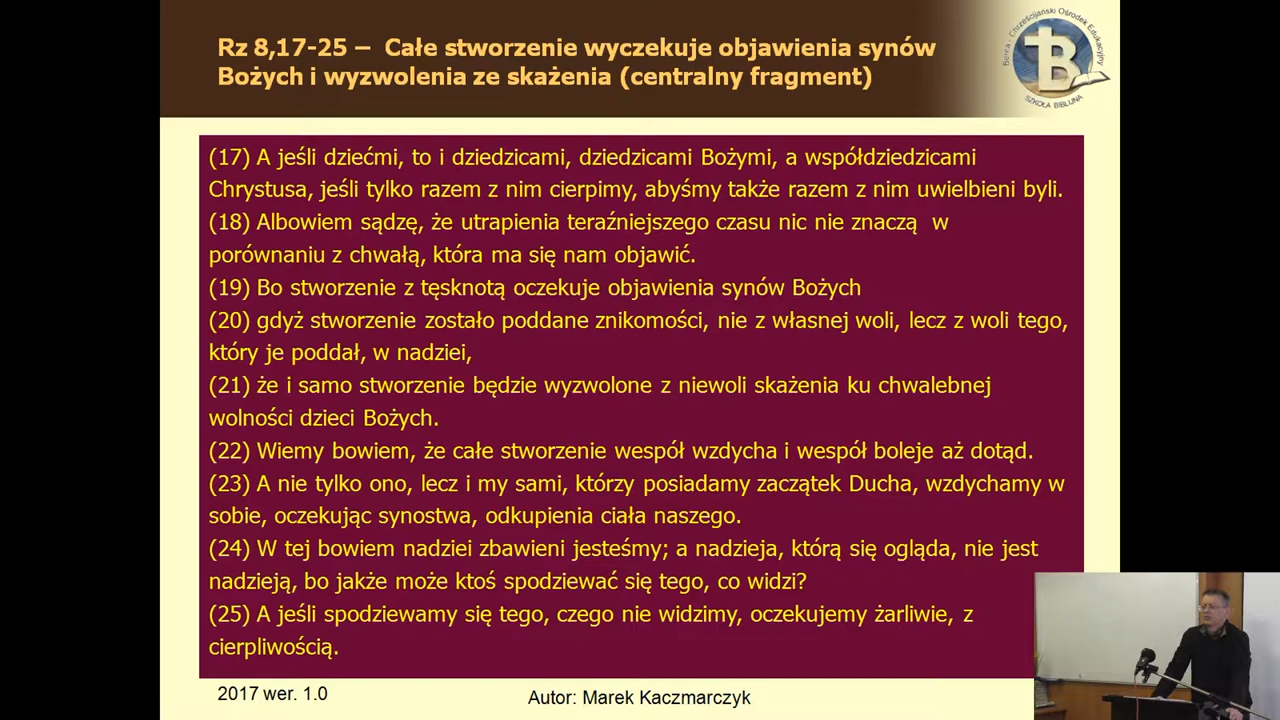 Rz 8,17-25 – Całe stworzenie wyczekuje objawienia synów
Bożych i wyzwolenia ze skażenia (centralny fragment)
Berea - Chrześcijański Ośrodek Edukacyjny
SZKOŁA BIBLIJNA
(17) A jeśli dziećmi, to i dziedzicami, dziedzicami Bożymi, a współdziedzicami
Chrystusa, jeśli tylko razem z nim cierpimy, abyśmy także razem z nim uwielbieni byli.
(18) Albowiem sądzę, że utrapienia teraźniejszego czasu nic nie znaczą w
porównaniu z chwałą, która ma się nam objawić.
(19) Bo stworzenie z tęsknotą oczekuje objawienia synów Bożych
(20) gdyż stworzenie zostało poddane znikomości, nie z własnej woli, lecz z woli tego,
który je poddał, w nadziei,
(21) że i samo stworzenie będzie wyzwolone z niewoli skażenia ku chwalebnej
wolności dzieci Bożych.
(22) Wiemy bowiem, że całe stworzenie wespół wzdycha i wespół boleje aż dotąd.
(23) A nie tylko ono, lecz i my sami, którzy posiadamy zaczątek Ducha, wzdychamy w
sobie, oczekując synostwa, odkupienia ciała naszego.
(24) W tej bowiem nadziei zbawieni jesteśmy; a nadzieja, którą się ogląda, nie jest
nadzieją, bo jakże może ktoś spodziewać się tego, co widzi?
(25) A jeśli spodziewamy się tego, czego nie widzimy, oczekujemy żarliwie, z
cierpliwością.
2017 wer. 1.0
Autor: Marek Kaczmarczyk